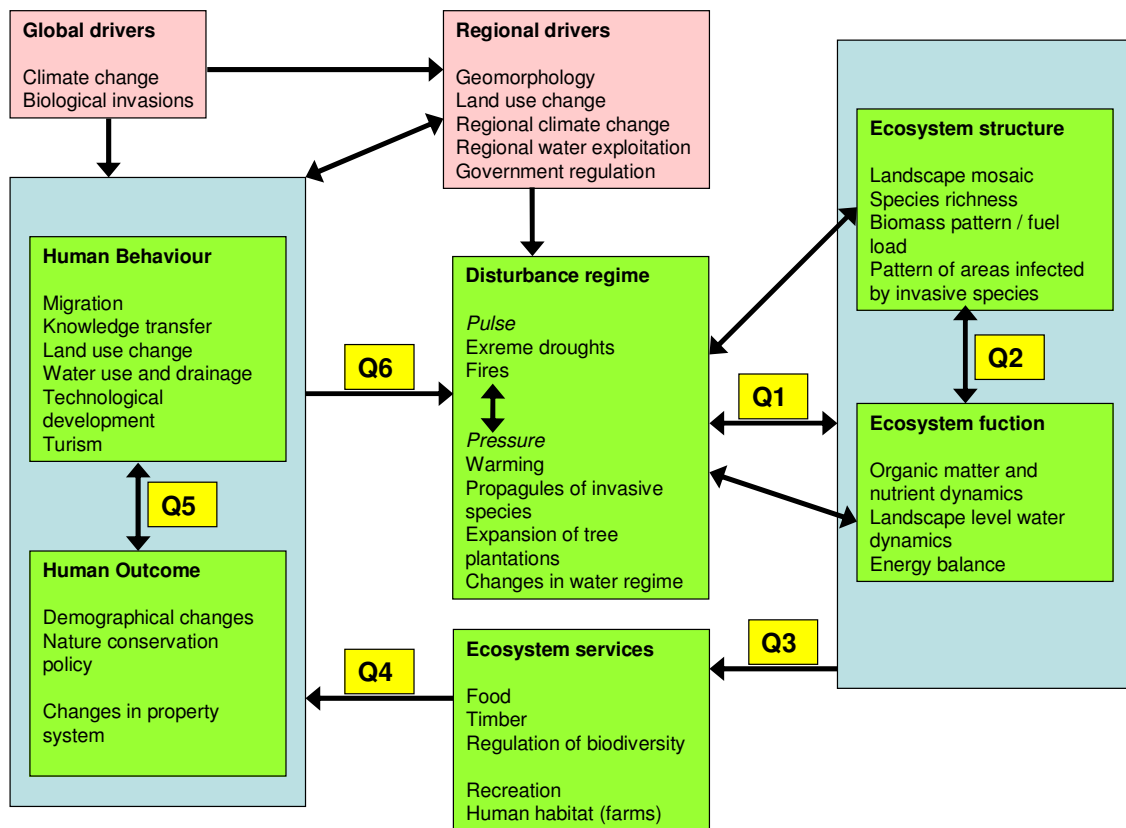 Global drivers
Climate change
Biological invasions
Regional drivers
Geomorphology
Land use change
Regional climate change
Regional water exploitation
Government regulation
Human Behaviour
Migration
Knowledge transfer
Land use change
Water use and drainage
Technological
development
Turism
Q5
Human Outcome
Demographical changes
Nature conservation
policy
Changes in property
system
Q6
Disturbance regime
Pulse
Exreme droughts
Fires
Pressure
Warming
Propagules of invasive
species
Expansion of tree
plantations
Changes in water regime
Q1
Ecosystem structure
Landscape mosaic
Species richness
Biomass pattern / fuel
load
Pattern of areas infected
by invasive species
Q2
Ecosystem fuction
Organic matter and
nutrient dynamics
Landscape level water
dynamics
Energy balance
Q3
Ecosystem services
Food
Timber
Regulation of biodiversity
Recreation
Human habitat (farms)
Q4